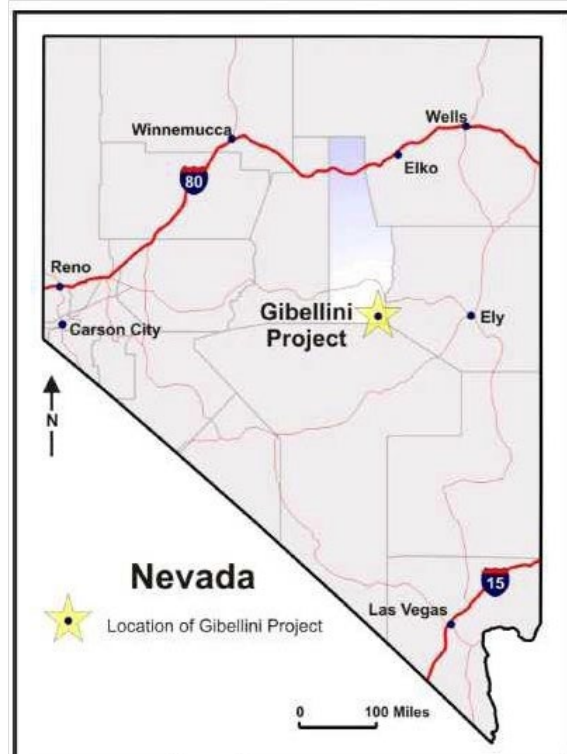 Winnemucca
Wells
Elko
80
Reno
Carson City
Gibellini
Project
Ely
N
Nevada
15
Location of Gibellini Project
Las Vegas
0 100 Miles